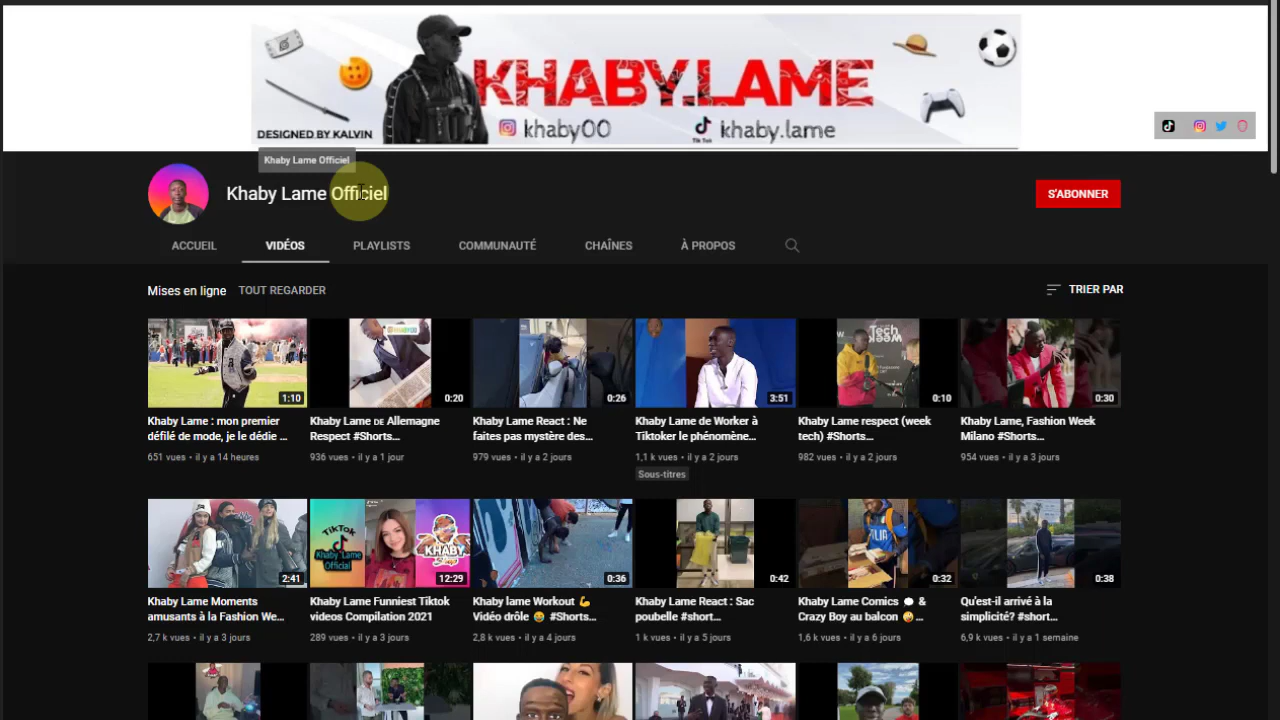 KHABY.LAME
khaby00
khaby.lame
DESIGNED BY KALVIN
Khaby Lame Officiel
Khaby Lame Officiel
S'ABONNER
ACCUEIL
VIDÉOS
PLAYLISTS
COMMUNAUTÉ
CHAÎNES
À PROPOS
Mises en ligne
TOUT REGARDER
TRIER PAR
1:10
0:20
0:26
3:51
0:10
0:30
Khaby Lame : mon premier
défilé de mode, je le dédie ...
651 vues • il y a 14 heures
Khaby Lame DE Allemagne
Respect #Shorts...
936 vues • il y a 1 jour
Khaby Lame React : Ne
faites pas mystère des...
979 vues • il y a 2 jours
Khaby Lame de Worker à
Tiktoker le phénomène...
1,1 k vues • il y a 2 jours
Sous-titres
Khaby Lame respect (week
tech) #Shorts...
982 vues • il y a 2 jours
Khaby Lame, Fashion Week
Milano #Shorts...
954 vues • il y a 3 jours
2:41
TikTok
Khaby Lame
Official
KHABY
12:29
0:36
0:42
0:32
0:38
Khaby Lame Moments
amusants à la Fashion We...
2,7 k vues • il y a 3 jours
Khaby Lame Funniest Tiktok
videos Compilation 2021
289 vues • il y a 3 jours
Khaby lame Workout 💪
Vidéo drôle 😂 #Shorts...
2,8 k vues • il y a 4 jours
Khaby Lame React : Sac
poubelle #short...
1 k vues • il y a 5 jours
Khaby Lame Comics 💭 &
Crazy Boy au balcon 🤪...
1,6 k vues • il y a 6 jours
Qu'est-il arrivé à la
simplicité? #short...
6,9 k vues • il y a 1 semaine